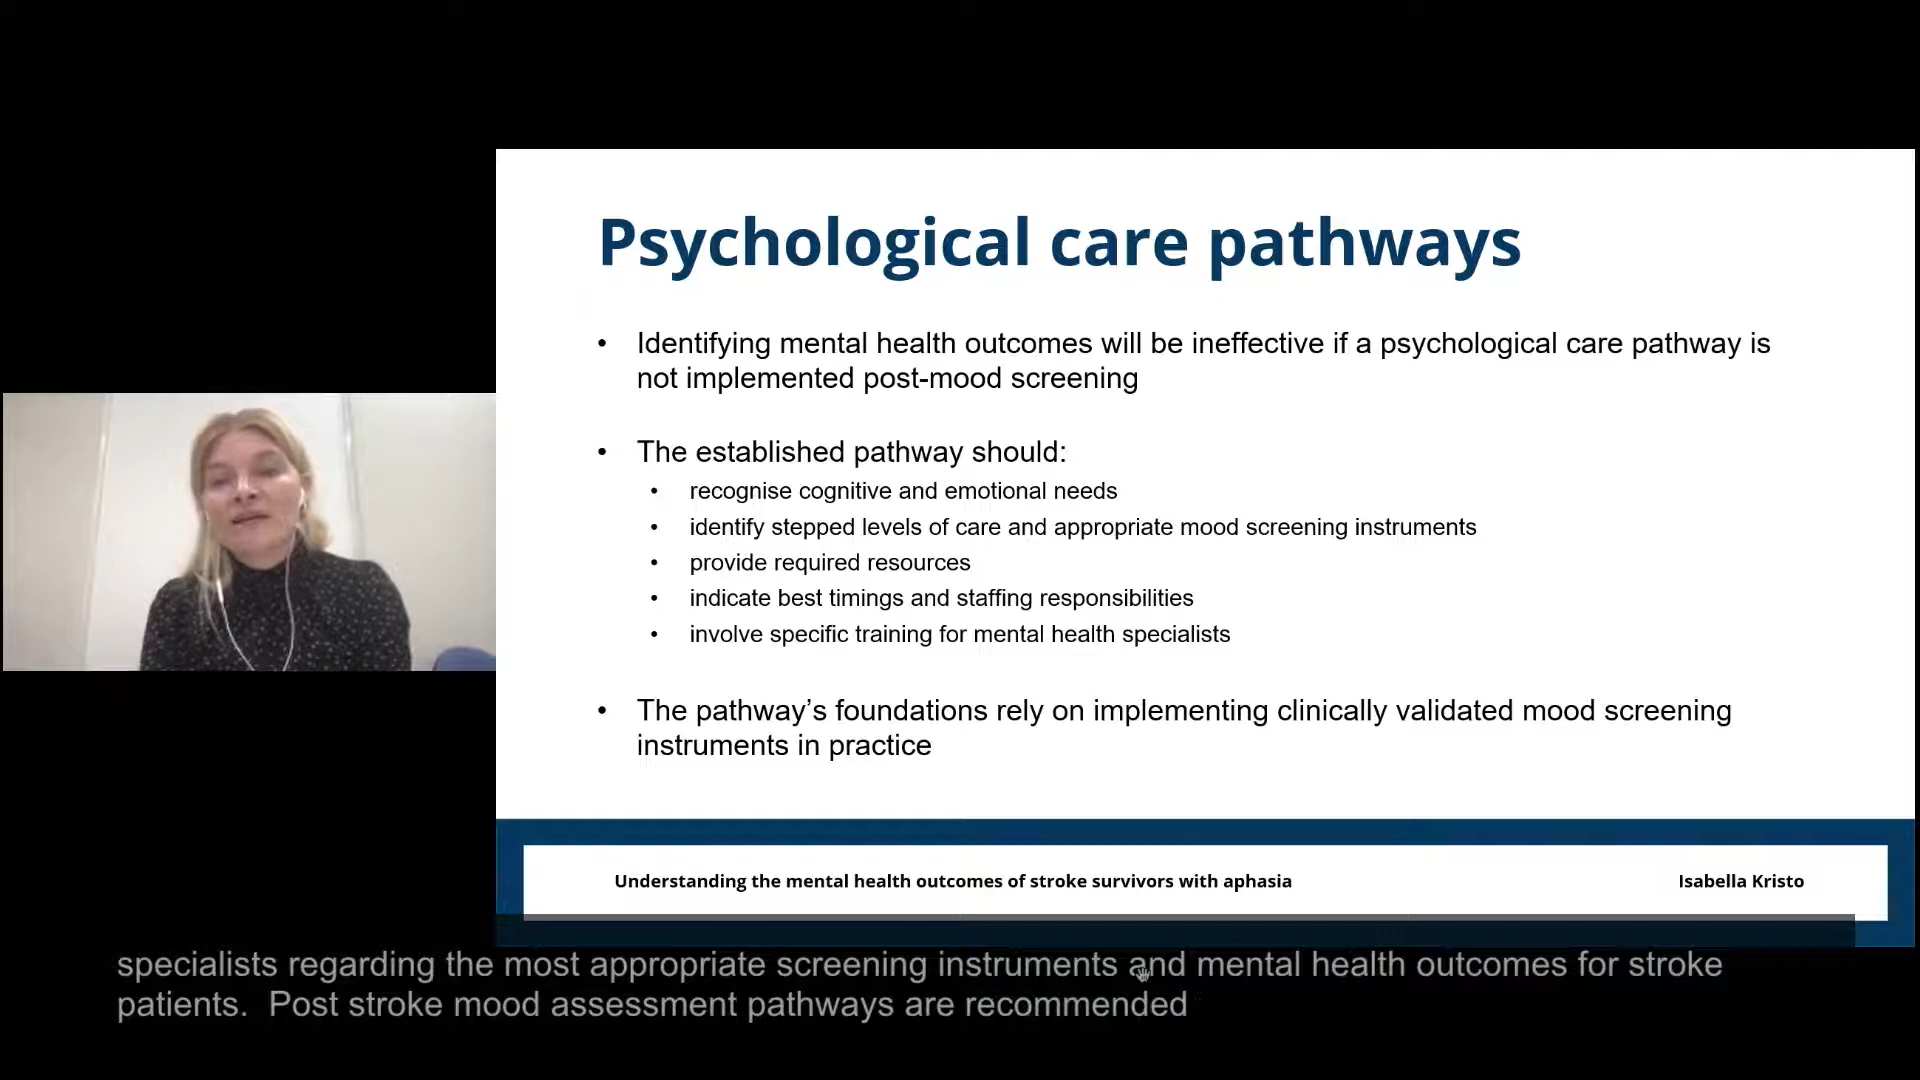 Psychological care pathways
• Identifying mental health outcomes will be ineffective if a psychological care pathway is
not implemented post-mood screening
• The established pathway should:
• recognise cognitive and emotional needs
• identify stepped levels of care and appropriate mood screening instruments
• provide required resources
• indicate best timings and staffing responsibilities
• involve specific training for mental health specialists
• The pathway’s foundations rely on implementing clinically validated mood screening
instruments in practice
Understanding the mental health outcomes of stroke survivors with aphasia
Isabella Kristo
specialists regarding the most appropriate screening instruments and mental health outcomes for stroke
patients.  Post stroke mood assessment pathways are recommended